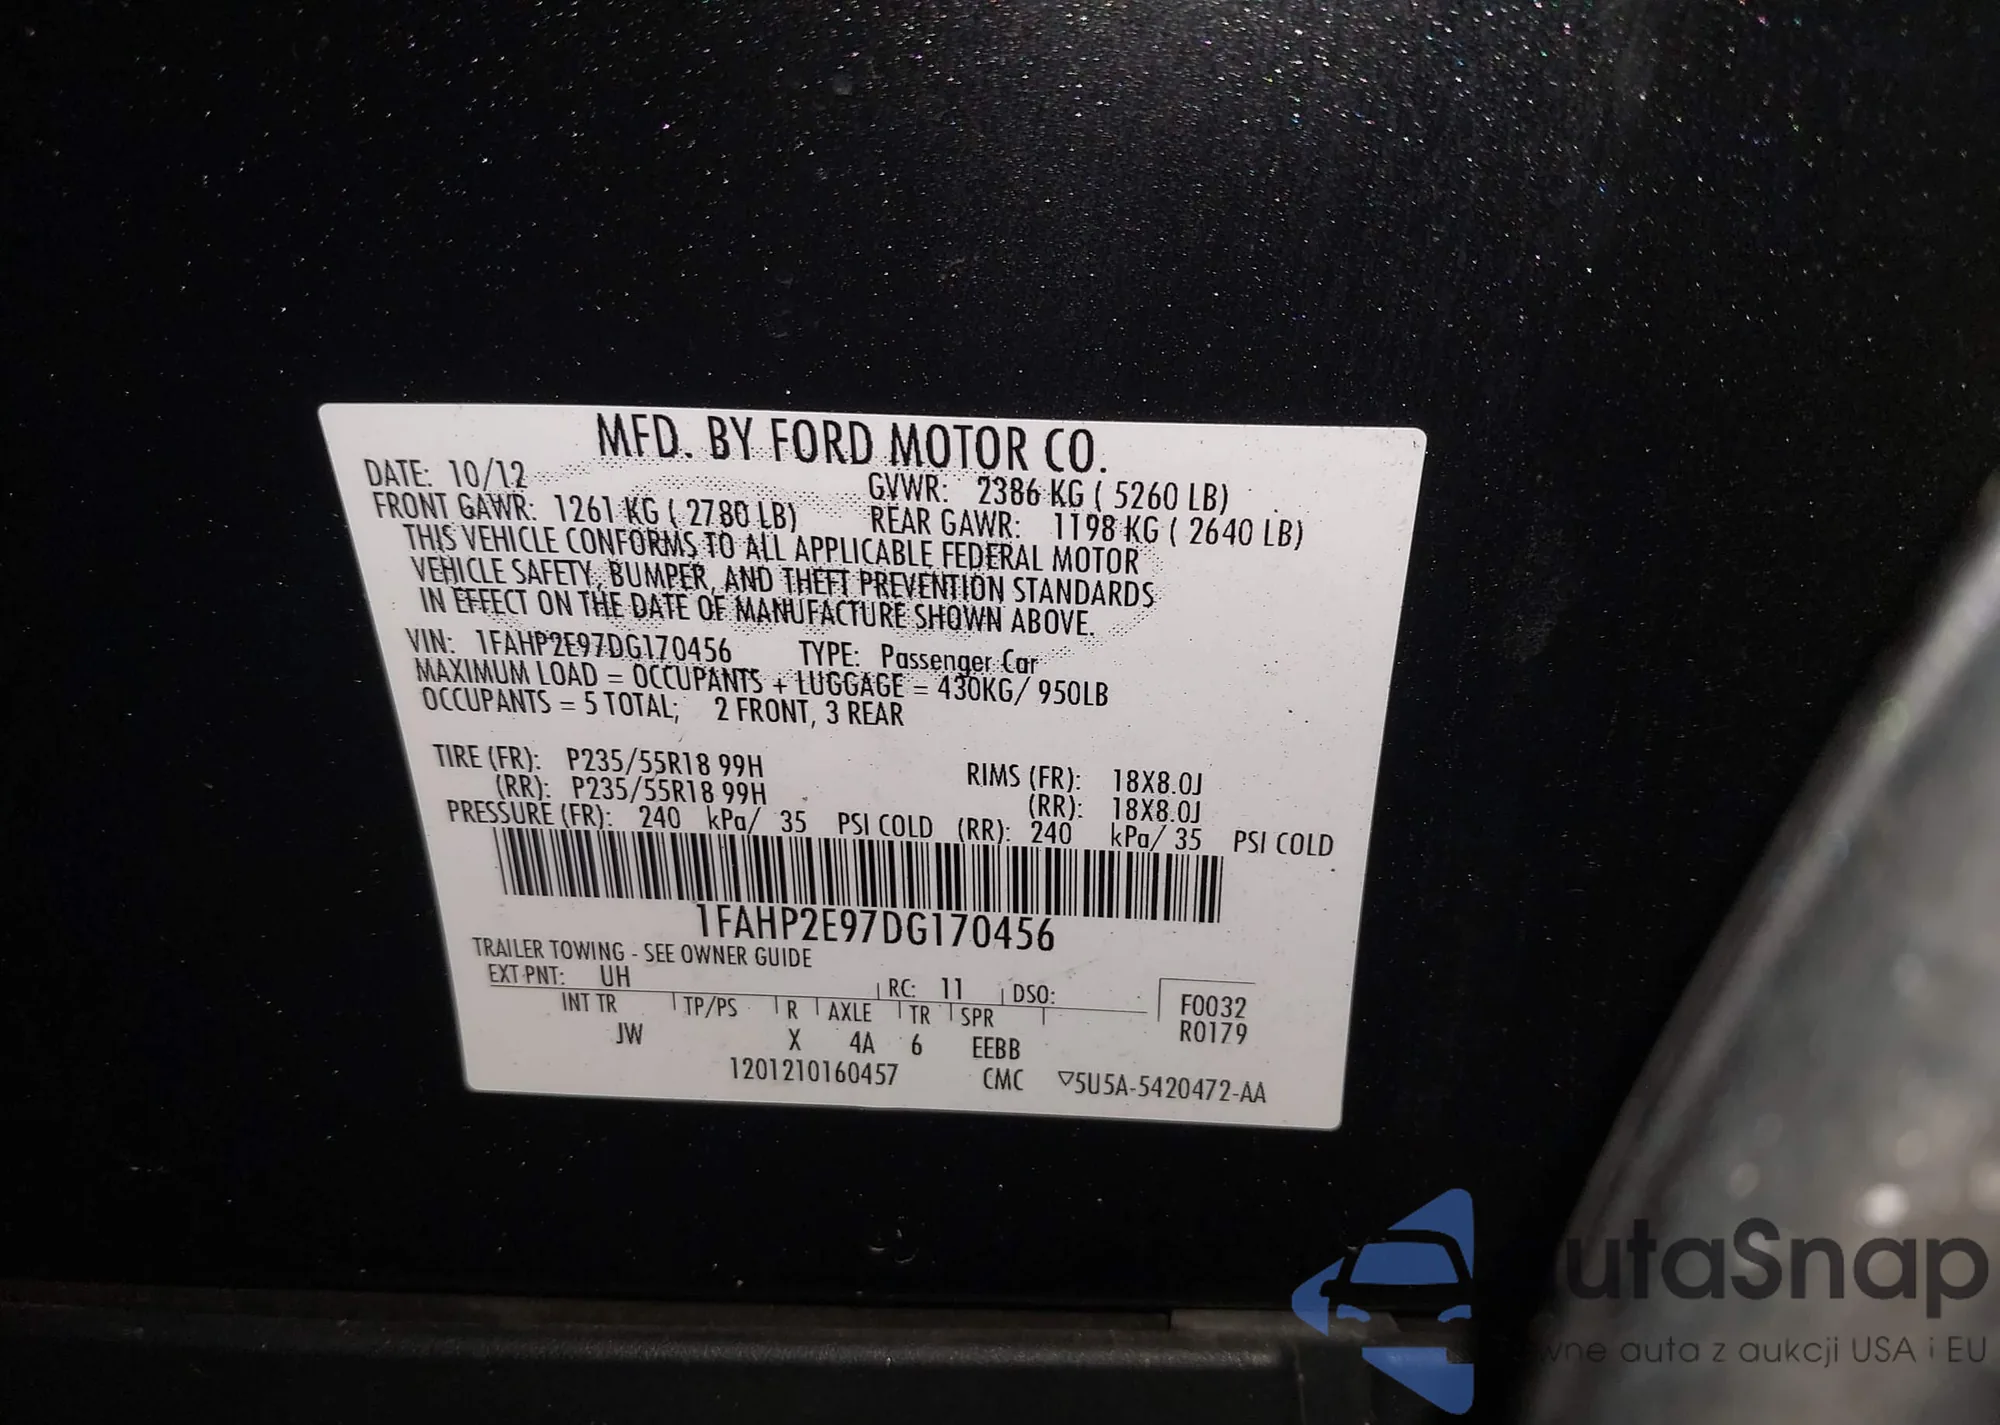 MFD. BY FORD MOTOR CO.
DATE: 10/12 GVWR: 2386 KG ( 5260 LB)
FRONT GAWR: 1261 KG ( 2780 LB) REAR GAWR: 1198 KG ( 2640 LB)
THIS VEHICLE CONFORMS TO ALL APPLICABLE FEDERAL MOTOR
VEHICLE SAFETY, BUMPER, AND THEFT PREVENTION STANDARDS
IN EFFECT ON THE DATE OF MANUFACTURE SHOWN ABOVE.
VIN: 1FAHP2E97DG170456 TYPE: Passenger Car
MAXIMUM LOAD = OCCUPANTS + LUGGAGE = 430KG/ 950LB
OCCUPANTS = 5 TOTAL; 2 FRONT, 3 REAR
TIRE (FR): P235/55R18 99H RIMS (FR): 18X8.0J
(RR): P235/55R18 99H (RR): 18X8.0J
PRESSURE (FR): 240 kPa/ 35 PSI COLD (RR): 240 kPa/ 35 PSI COLD
1FAHP2E97DG170456
TRAILER TOWING - SEE OWNER GUIDE
EXT PNT: UH RC: 11 DSO: F0032
INT TR TP/PS R AXLE TR SPR R0179
JW X 4A 6 EEBB
1201210160457 CMC ▽5U5A-5420472-AA
utaSnap
wne auta z aukcji USA i EU